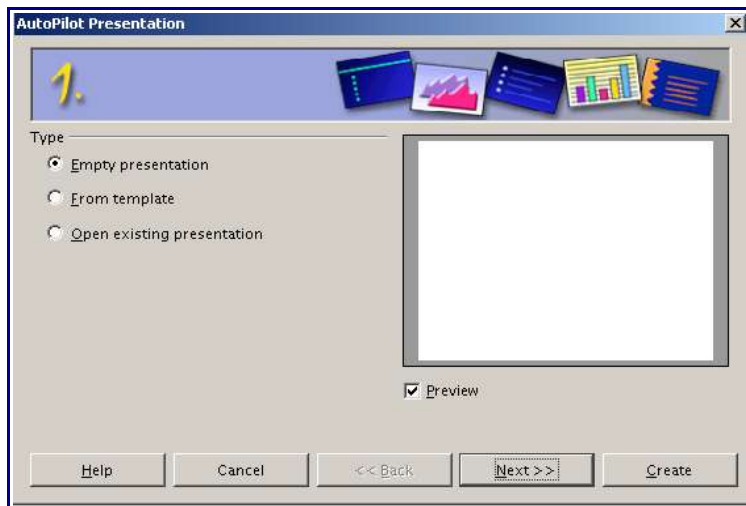 AutoPilot Presentation
1.
Type
Empty presentation
From template
Open existing presentation
Preview
Help
Cancel
<< Back
Next >>
Create